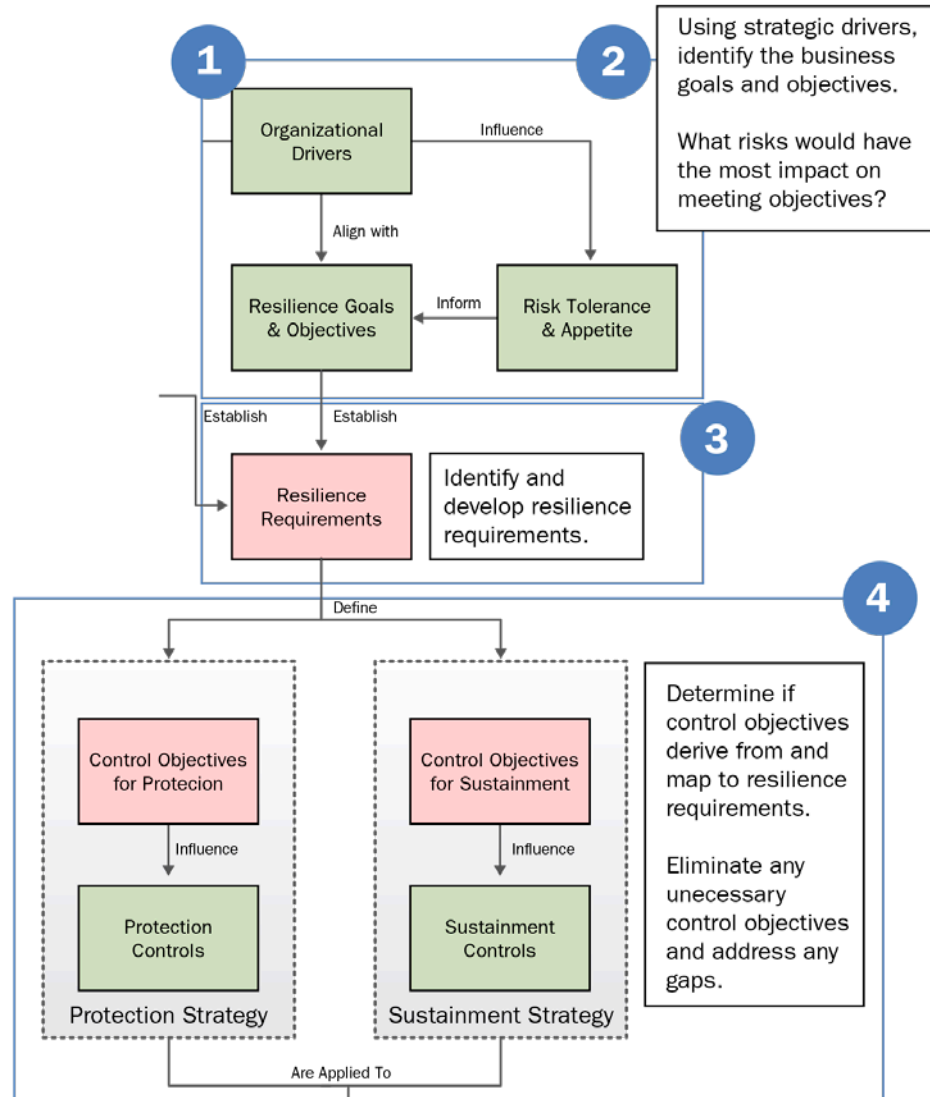 1
2
Using strategic drivers,
identify the business
goals and objectives.
What risks would have
the most impact on
meeting objectives?
Organizational
Drivers
Influence
Align with
Resilience Goals
& Objectives
Inform
Risk Tolerance
& Appetite
3
Establish
Establish
Resilience
Requirements
Identify and
develop resilience
requirements.
4
Define
Control Objectives
for Protecion
Influence
Protection
Controls
Protection Strategy
Control Objectives
for Sustainment
Influence
Sustainment
Controls
Sustainment Strategy
Determine if
control objectives
derive from and
map to resilience
requirements.
Eliminate any
unecessary
control objectives
and address any
gaps.
Are Applied To